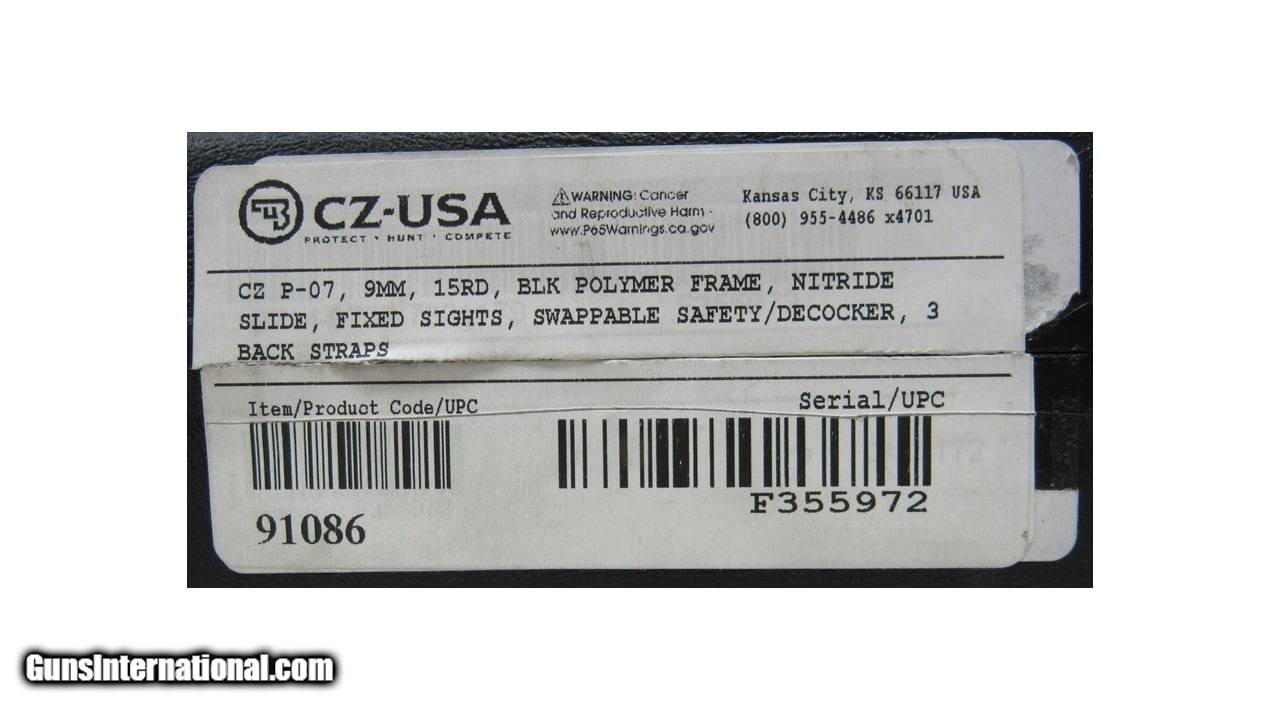 CZ-USA
PROTECT · HUNT · COMPETE
⚠WARNING: Cancer
and Reproductive Harm -
www.P65Warnings.ca.gov
Kansas City, KS 66117 USA
(800) 955-4486 x4701
CZ P-07, 9MM, 15RD, BLK POLYMER FRAME, NITRIDE
SLIDE, FIXED SIGHTS, SWAPPABLE SAFETY/DECOCKER, 3
BACK STRAPS
Item/Product Code/UPC
Serial/UPC
F355972
91086
GunsInternational.com